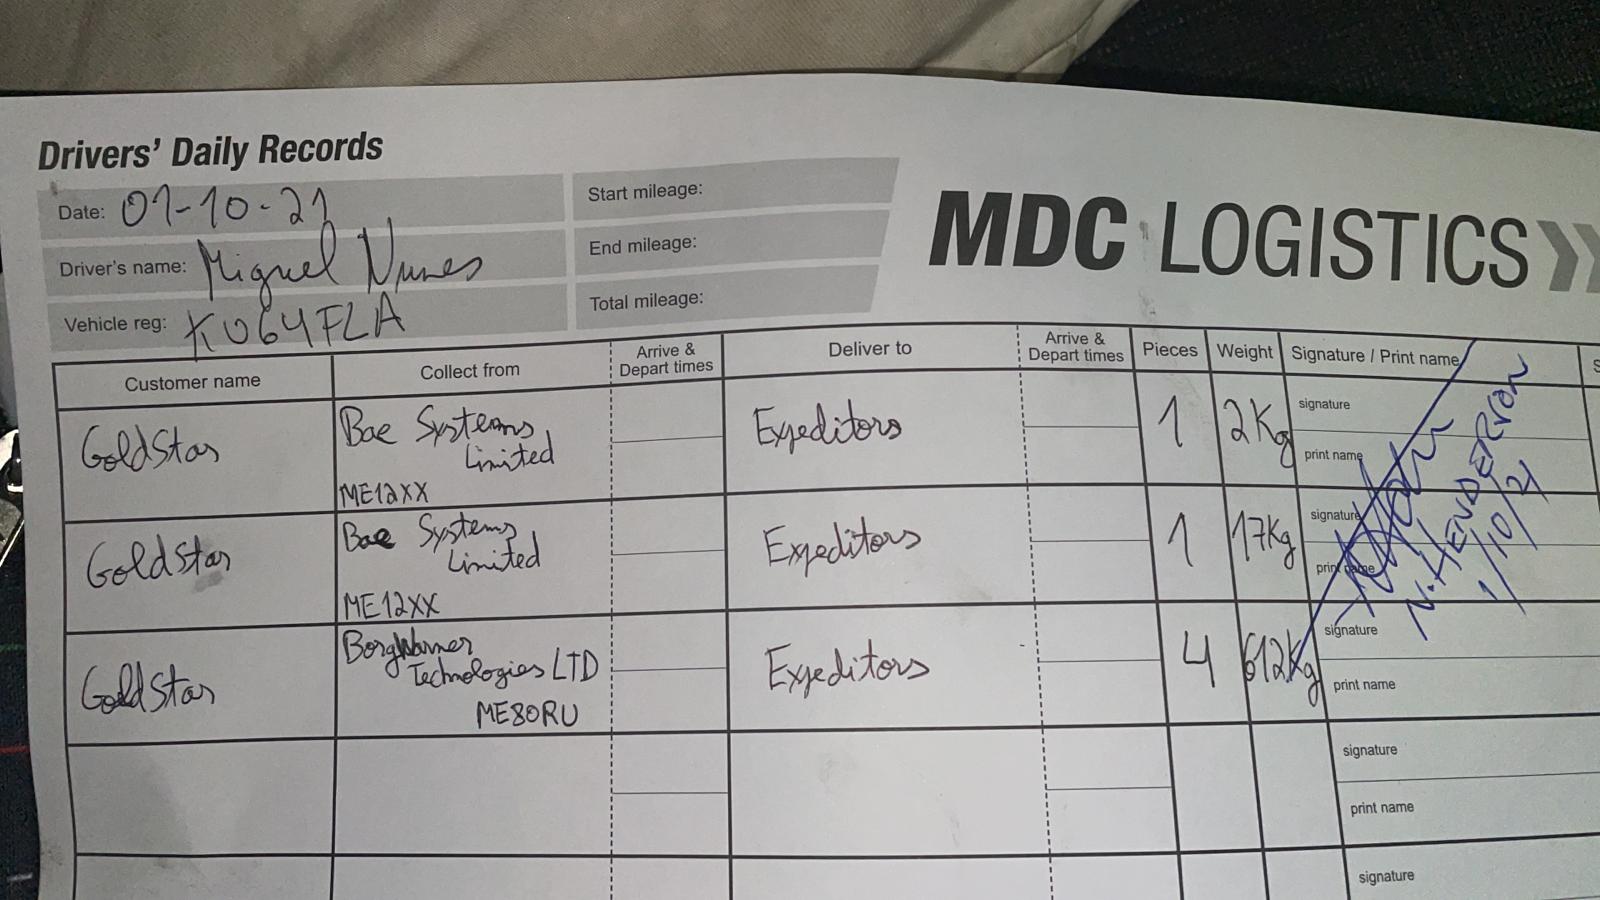 Drivers' Daily Records
Date: 01-10-21
Driver's name: Miguel Nunes
Vehicle reg: KU64FLA
Start mileage:
End mileage:
Total mileage:
MDC LOGISTICS
Customer name
Collect from
Arrive &
Depart times
Deliver to
Arrive &
Depart times
Pieces
Weight
Signature / Print name
GoldStar
Bae Systems
Limited
ME12XX
Expeditors
1
2Kg
signature
print name
GoldStar
Bae Systems
Limited
ME12XX
Expeditors
1
17Kg
signature
print name
N. HENDERSON
1/10/21
GoldStar
BorgWarner
Technologies LTD
ME80RU
Expeditors
4
612Kg
signature
print name
signature
print name
signature